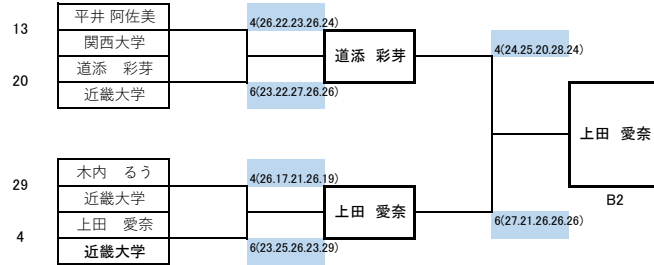 13
平井 阿佐美
関西大学
4(26.22.23.26.24)
道添　彩芽
20
道添　彩芽
近畿大学
6(23.22.27.26.26)
4(24.25.20.28.24)
上田　愛奈
B2
29
木内　るう
近畿大学
4(26.17.21.26.19)
上田　愛奈
4
上田　愛奈
近畿大学
6(23.25.26.23.29)
6(27.21.26.26.26)